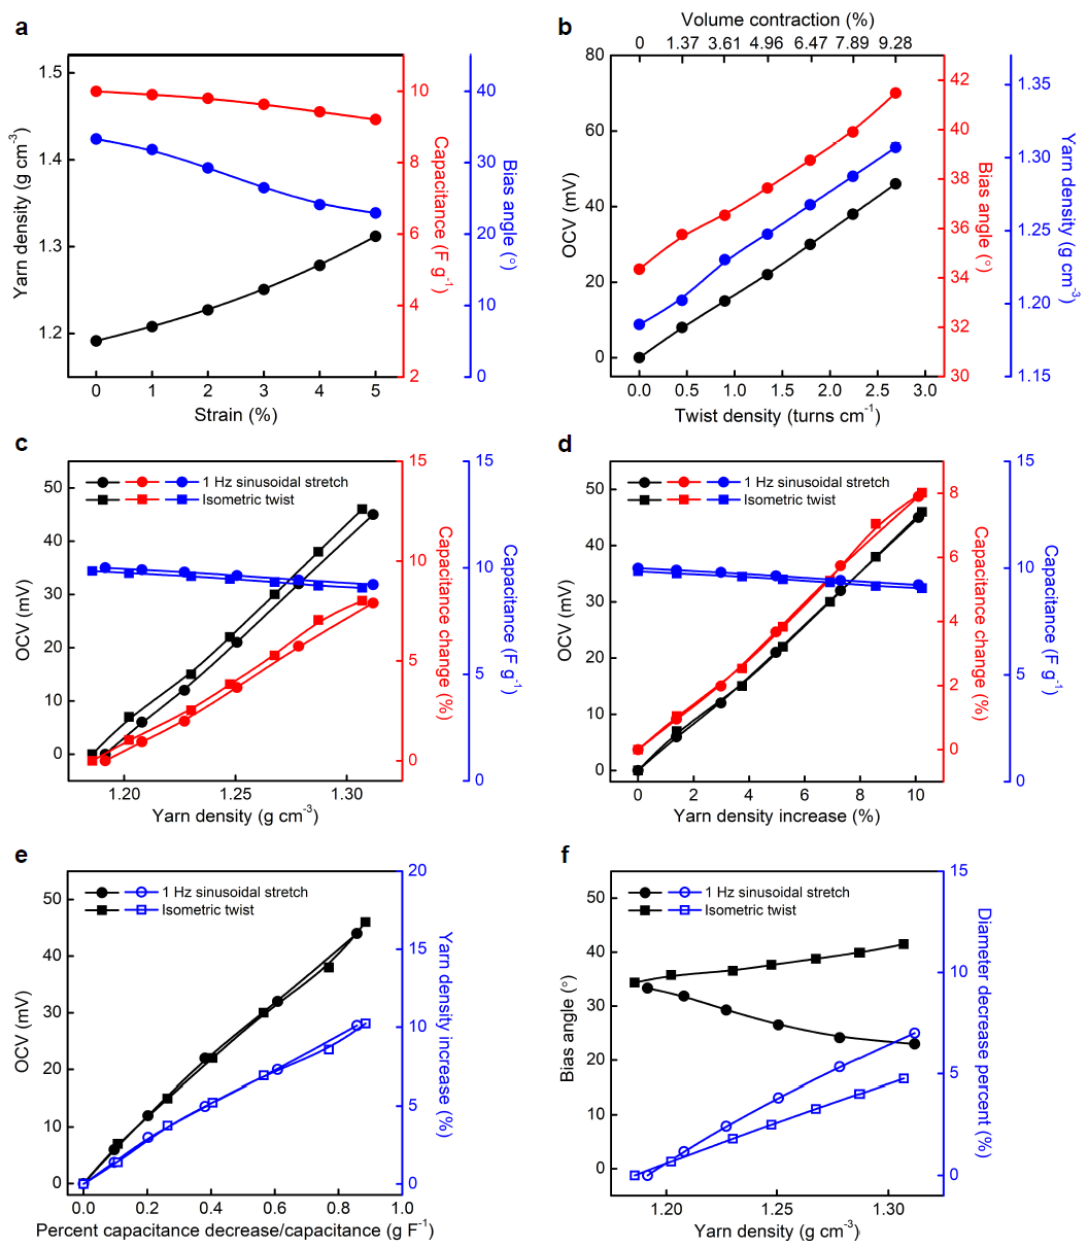 a
1.5
1.4
1.3
1.2
Yarn density (g cm⁻³)
10
8
6
4
2
Capacitance (F g⁻¹)
40
30
20
10
0
Bias angle (°)
0 1 2 3 4 5
Strain (%)
b
Volume contraction (%)
0 1.37 3.61 4.96 6.47 7.89 9.28
80
60
40
20
0
OCV (mV)
42
40
38
36
34
32
30
Bias angle (°)
1.35
1.30
1.25
1.20
1.15
Yarn density (g cm⁻³)
0.0 0.5 1.0 1.5 2.0 2.5 3.0
Twist density (turns cm⁻¹)
c
1 Hz sinusoidal stretch
Isometric twist
50
40
30
20
10
0
OCV (mV)
15
10
5
0
Capacitance change (%)
15
10
5
0
Capacitance (F g⁻¹)
1.20 1.25 1.30
Yarn density (g cm⁻³)
d
1 Hz sinusoidal stretch
Isometric twist
50
40
30
20
10
0
OCV (mV)
8
6
4
2
0
Capacitance change (%)
15
10
5
0
Capacitance (F g⁻¹)
0 2 4 6 8 10
Yarn density increase (%)
e
1 Hz sinusoidal stretch
Isometric twist
50
40
30
20
10
0
OCV (mV)
20
15
10
5
0
Yarn density increase (%)
0.0 0.2 0.4 0.6 0.8 1.0
Percent capacitance decrease/capacitance (g F⁻¹)
f
1 Hz sinusoidal stretch
Isometric twist
50
40
30
20
10
0
Bias angle (°)
15
10
5
0
Diameter decrease percent (%)
1.20 1.25 1.30
Yarn density (g cm⁻³)